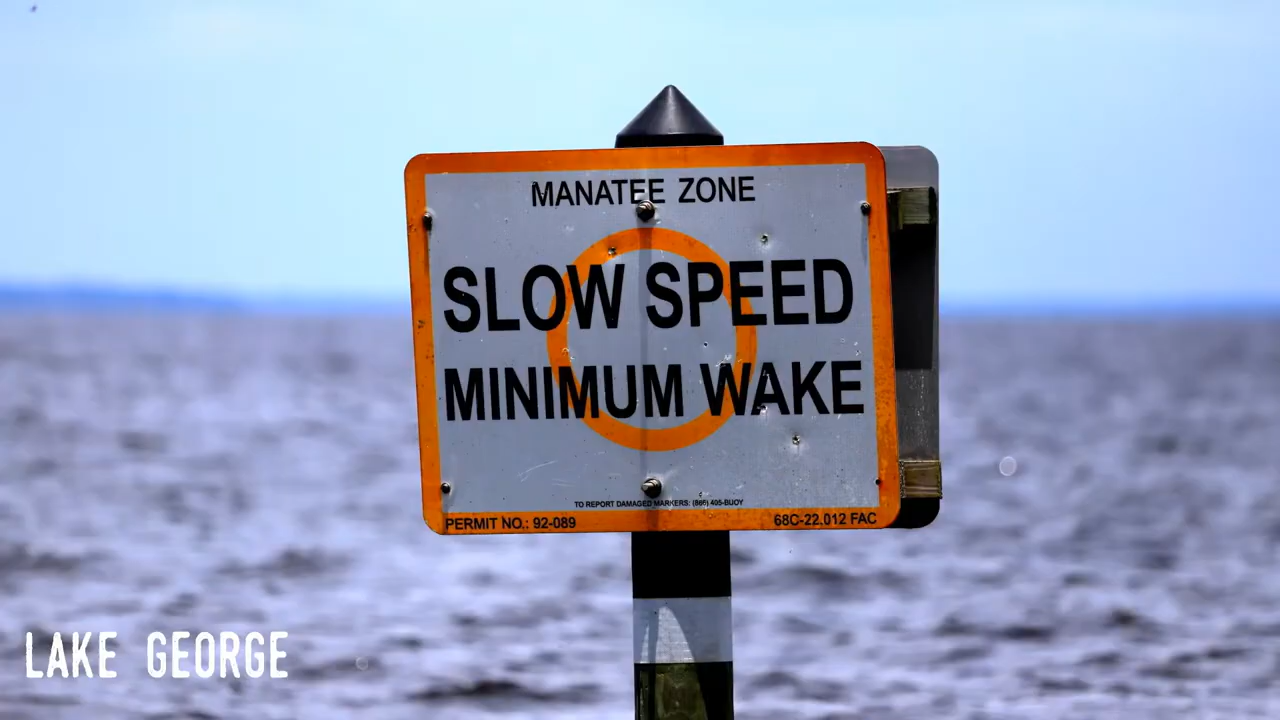 MANATEE ZONE
SLOW SPEED
MINIMUM WAKE
TO REPORT DAMAGED MARKERS: (866) 405-BUOY
PERMIT NO.: 92-089
68C-22.012 FAC
LAKE GEORGE